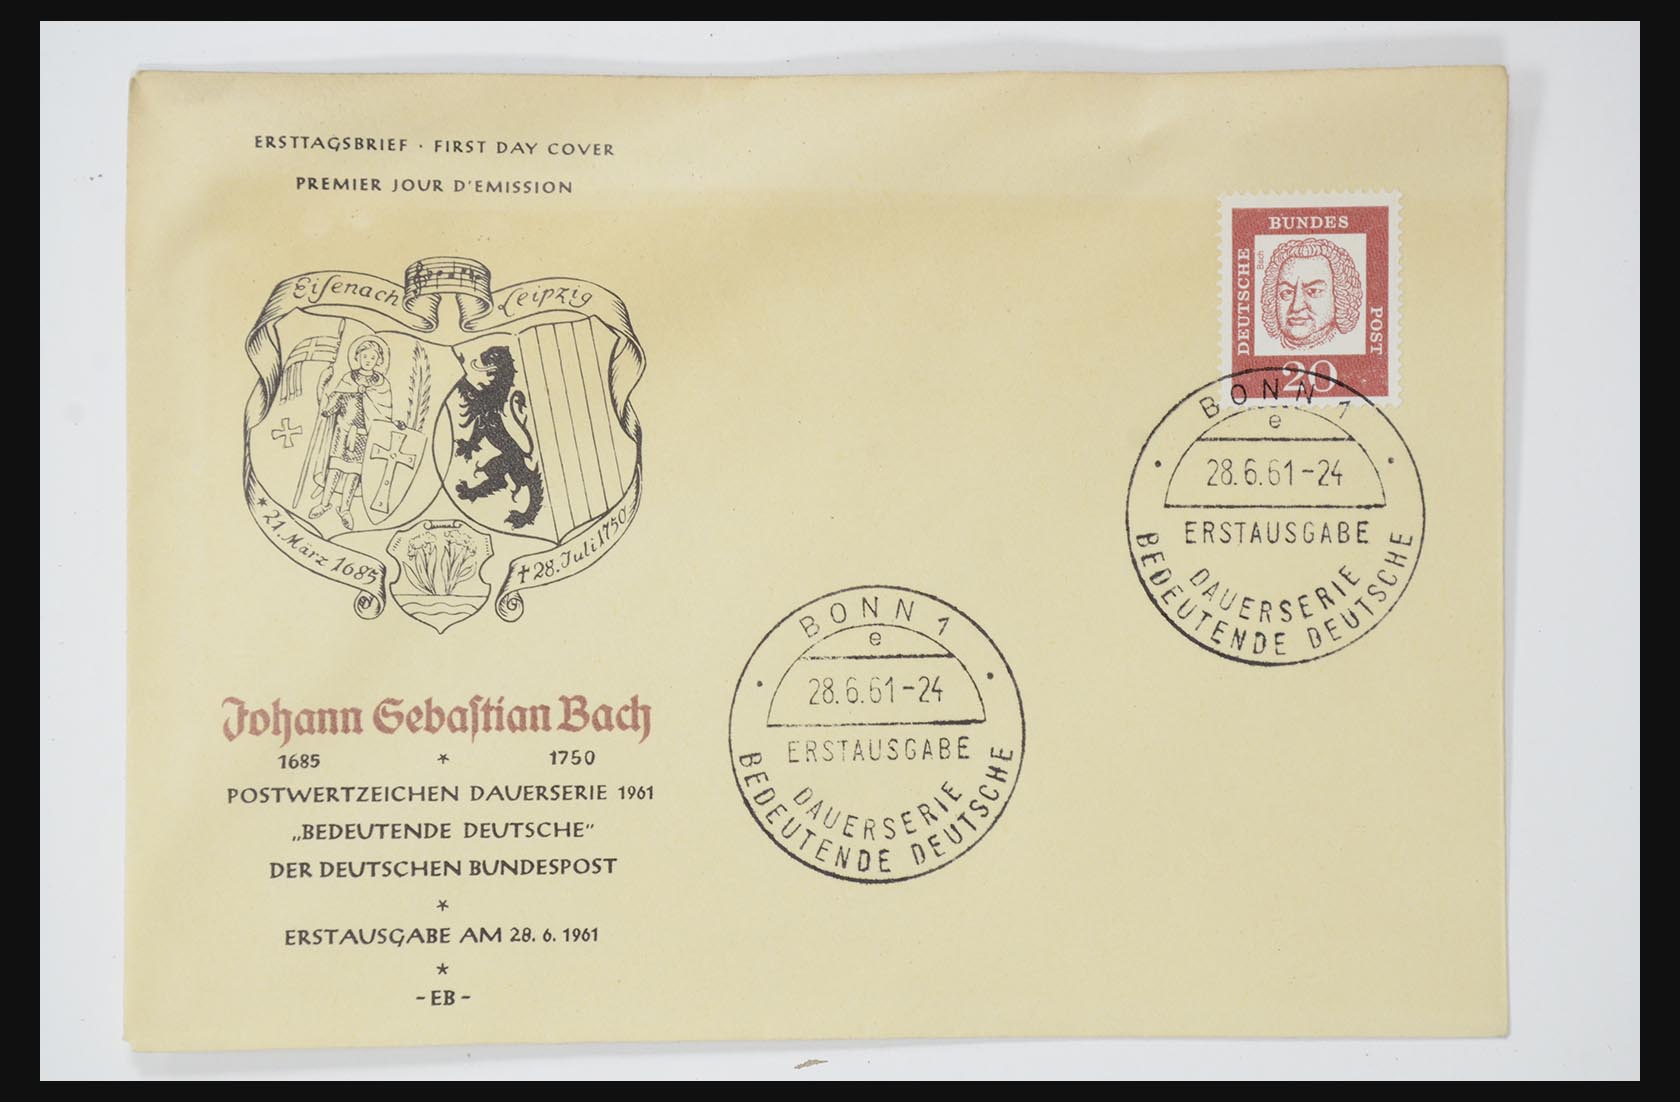 ERSTTAGSBRIEF · FIRST DAY COVER
PREMIER JOUR D'EMISSION
Eiſenach
Leipzig
* 21. März 1685
† 28. Juli 1750
Johann Sebaſtian Bach
1685 * 1750
POSTWERTZEICHEN DAUERSERIE 1961
„BEDEUTENDE DEUTSCHE"
DER DEUTSCHEN BUNDESPOST
*
ERSTAUSGABE AM 28. 6. 1961
*
- EB -
BONN 1
e
28.6.61-24
ERSTAUSGABE
DAUERSERIE
BEDEUTENDE DEUTSCHE
DEUTSCHE
BUNDES
POST
Bach
20
BONN 1
e
28.6.61-24
ERSTAUSGABE
DAUERSERIE
BEDEUTENDE DEUTSCHE